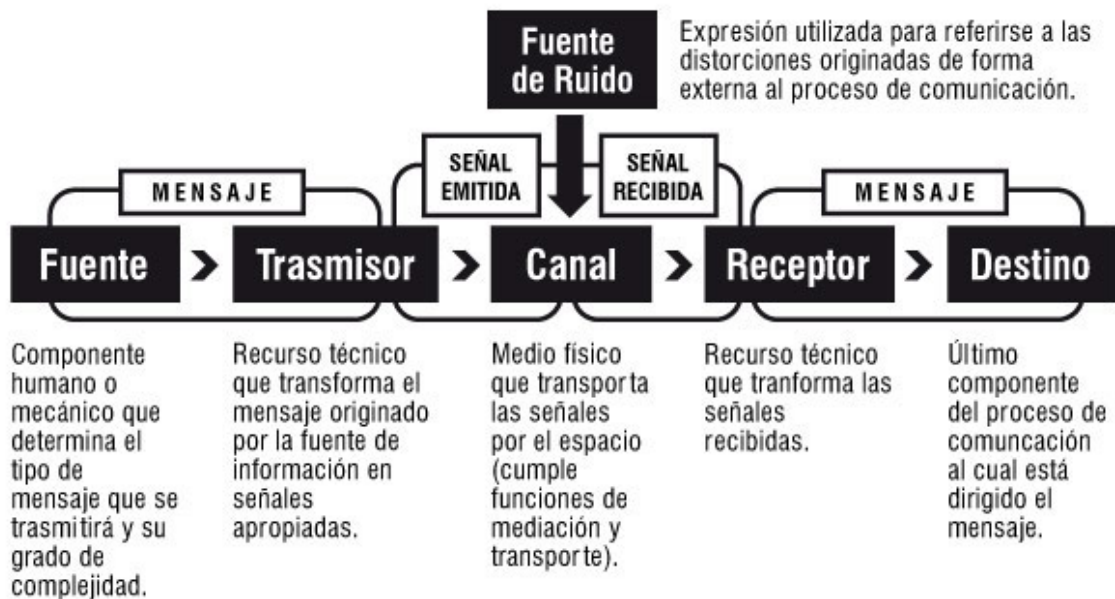 Fuente
de Ruido
Expresión utilizada para referirse a las
distorciones originadas de forma
externa al proceso de comunicación.
MENSAJE
SEÑAL
EMITIDA
SEÑAL
RECIBIDA
MENSAJE
Fuente
Trasmisor
Canal
Receptor
Destino
Componente
humano o
mecánico que
determina el
tipo de
mensaje que se
trasmitirá y su
grado de
complejidad.
Recurso técnico
que transforma el
mensaje originado
por la fuente de
información en
señales
apropiadas.
Medio físico
que transporta
las señales
por el espacio
(cumple
funciones de
mediación y
transporte).
Recurso técnico
que tranforma las
señales
recibidas.
Último
componente
del proceso de
comuncación
al cual está
dirigido el
mensaje.